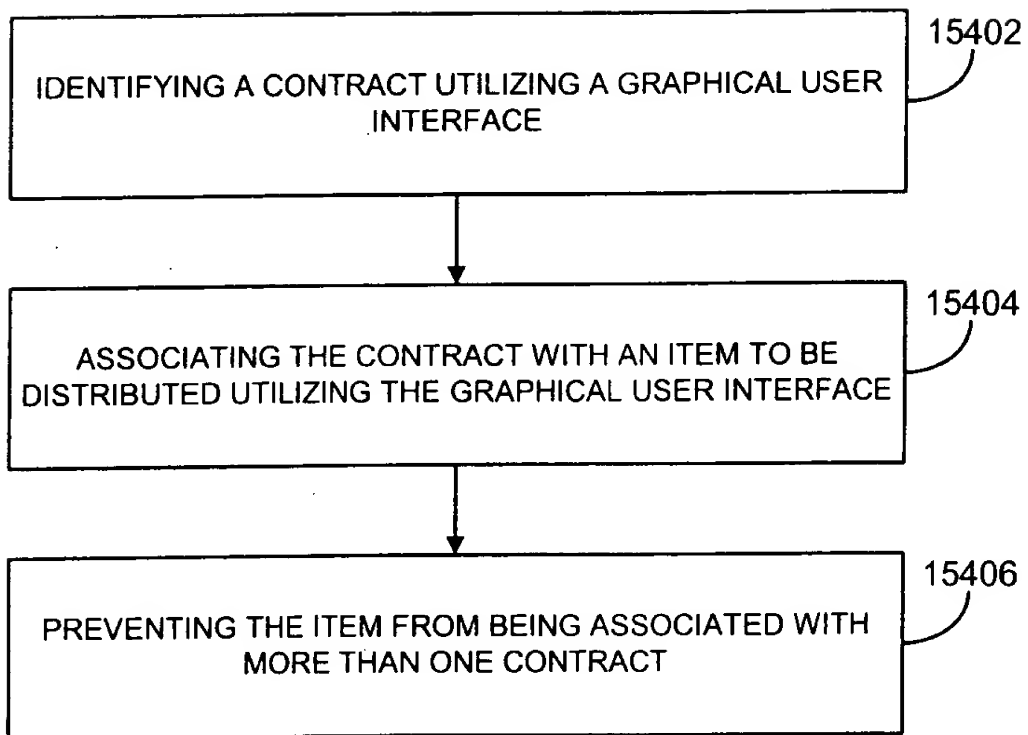 15402
IDENTIFYING A CONTRACT UTILIZING A GRAPHICAL USER
INTERFACE
15404
ASSOCIATING THE CONTRACT WITH AN ITEM TO BE
DISTRIBUTED UTILIZING THE GRAPHICAL USER INTERFACE
15406
PREVENTING THE ITEM FROM BEING ASSOCIATED WITH
MORE THAN ONE CONTRACT